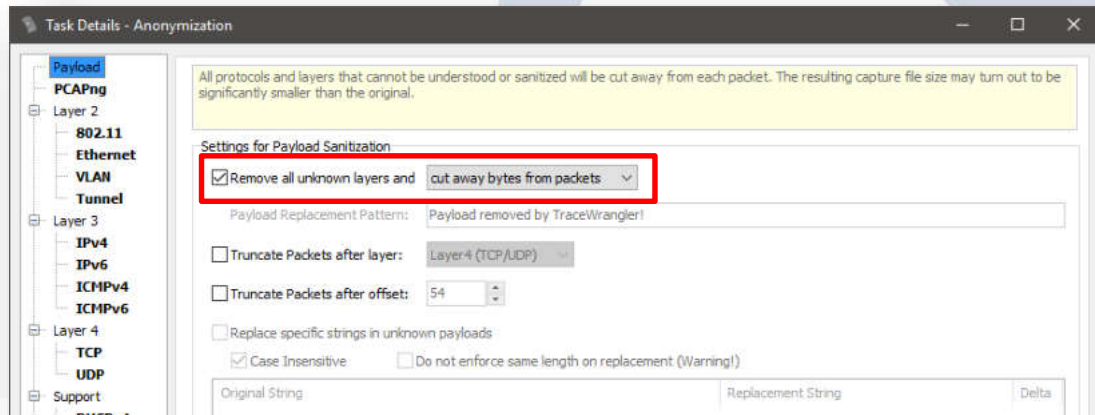 Task Details - Anonymization
Payload
PCAPng
Layer 2
802.11
Ethernet
VLAN
Tunnel
Layer 3
IPv4
IPv6
ICMPv4
ICMPv6
Layer 4
TCP
UDP
Support
All protocols and layers that cannot be understood or sanitized will be cut away from each packet. The resulting capture file size may turn out to be
significantly smaller than the original.
Settings for Payload Sanitization
Remove all unknown layers and cut away bytes from packets
Payload Replacement Pattern: Payload removed by TraceWrangler!
Truncate Packets after layer: Layer4 (TCP/UDP)
Truncate Packets after offset: 54
Replace specific strings in unknown payloads
Case Insensitive Do not enforce same length on replacement (Warning!)
Original String Replacement String Delta